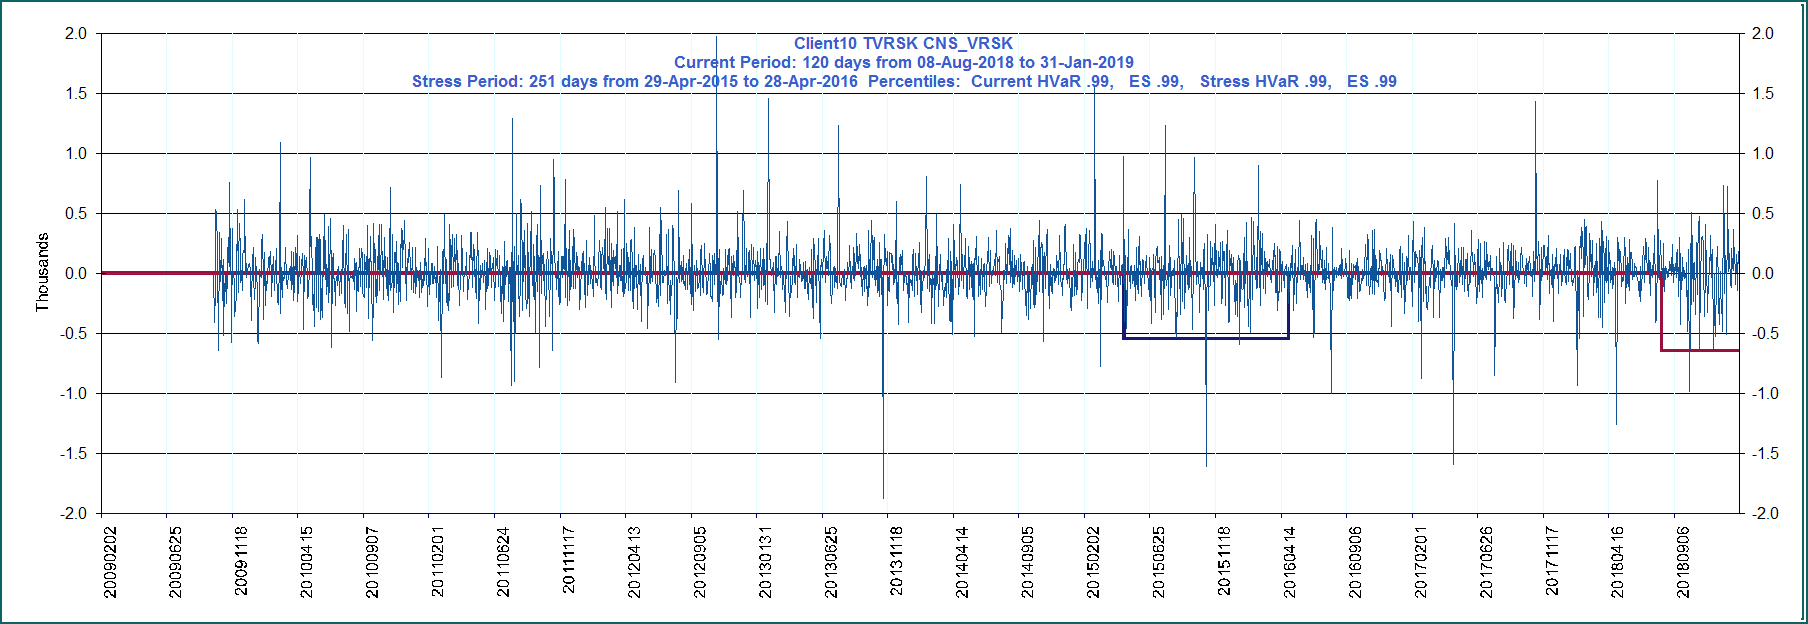 Client10 TVRSK CNS_VRSK
Current Period: 120 days from 08-Aug-2018 to 31-Jan-2019
Stress Period: 251 days from 29-Apr-2015 to 28-Apr-2016  Percentiles:  Current HVaR .99,   ES .99,   Stress HVaR .99,   ES .99
2.0 2.0
1.5 1.5
1.0 1.0
0.5 0.5
Thousands
0.0 0.0
-0.5 -0.5
-1.0 -1.0
-1.5 -1.5
-2.0 -2.0
20090202 20090625 20091118 20100415 20100907 20110201 20110624 20111117 20120413 20120905 20130131 20130625 20131118 20140414 20140905 20150202 20150625 20151118 20160414 20160906 20170201 20170626 20171117 20180416 20180906